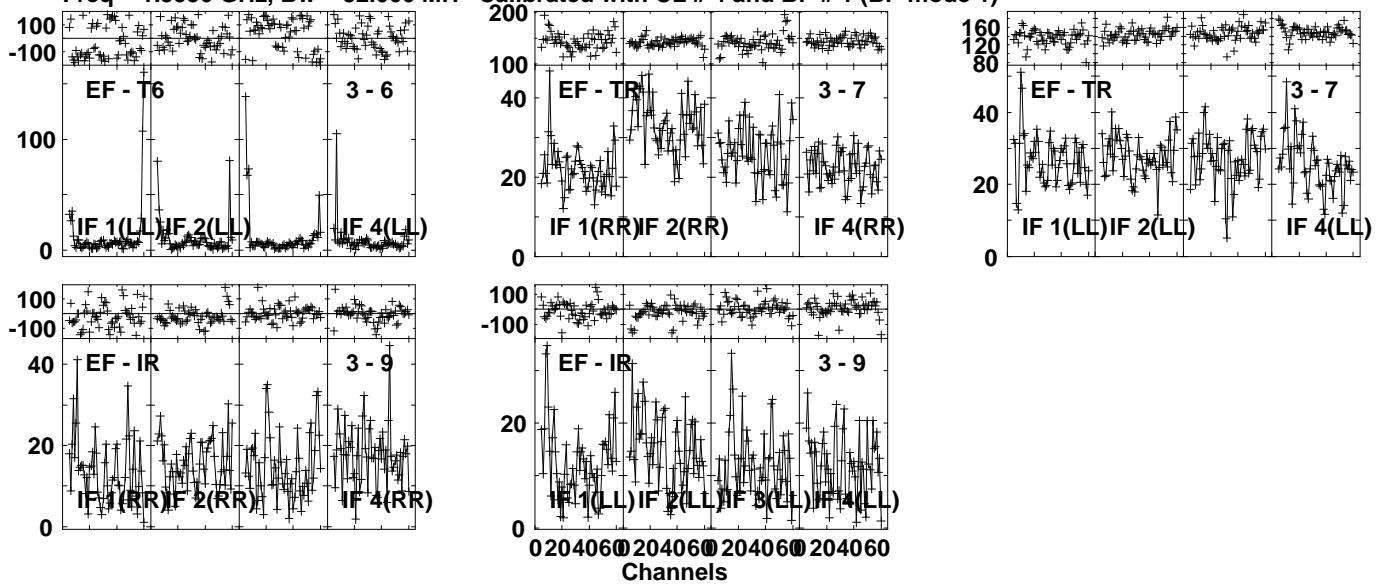 100
-100
EF - T6
3 - 6
100
0
IF 1(LL)
IF 2(LL)
IF 4(LL)
200
100
EF - TR
3 - 7
40
20
0
IF 1(RR)
IF 2(RR)
IF 4(RR)
160
120
80
EF - TR
3 - 7
40
20
0
IF 1(LL)
IF 2(LL)
IF 4(LL)
100
-100
EF - IR
3 - 9
40
20
0
IF 1(RR)
IF 2(RR)
IF 4(RR)
100
-100
EF - IR
3 - 9
20
0
IF 1(LL)
IF 2(LL)
IF 3(LL)
IF 4(LL)
0 20 40 60 0 20 40 60 0 20 40 60 0 20 40 60
Channels